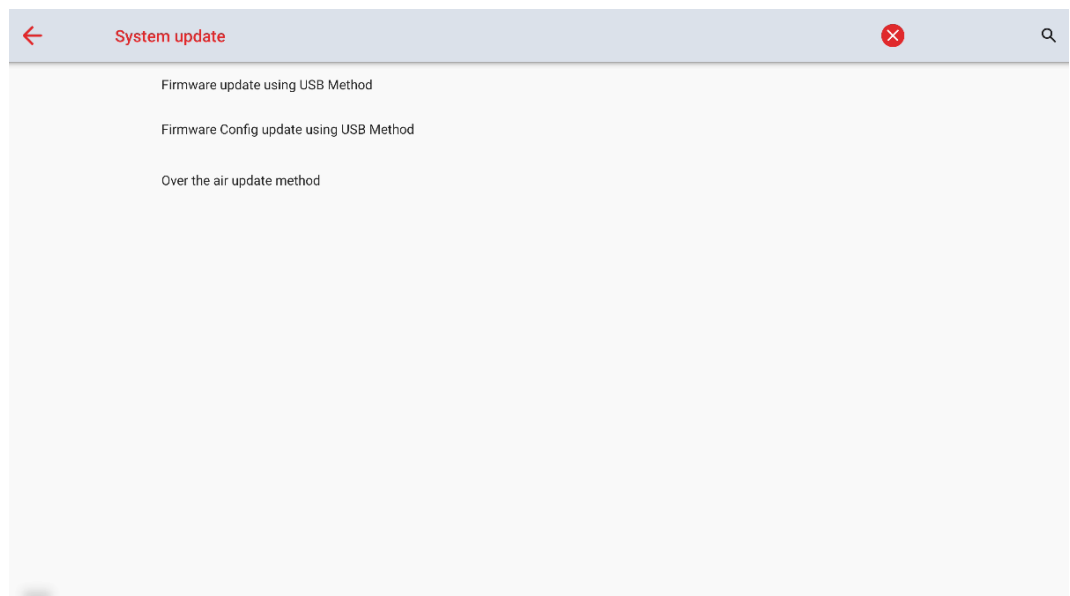 System update
Firmware update using USB Method
Firmware Config update using USB Method
Over the air update method